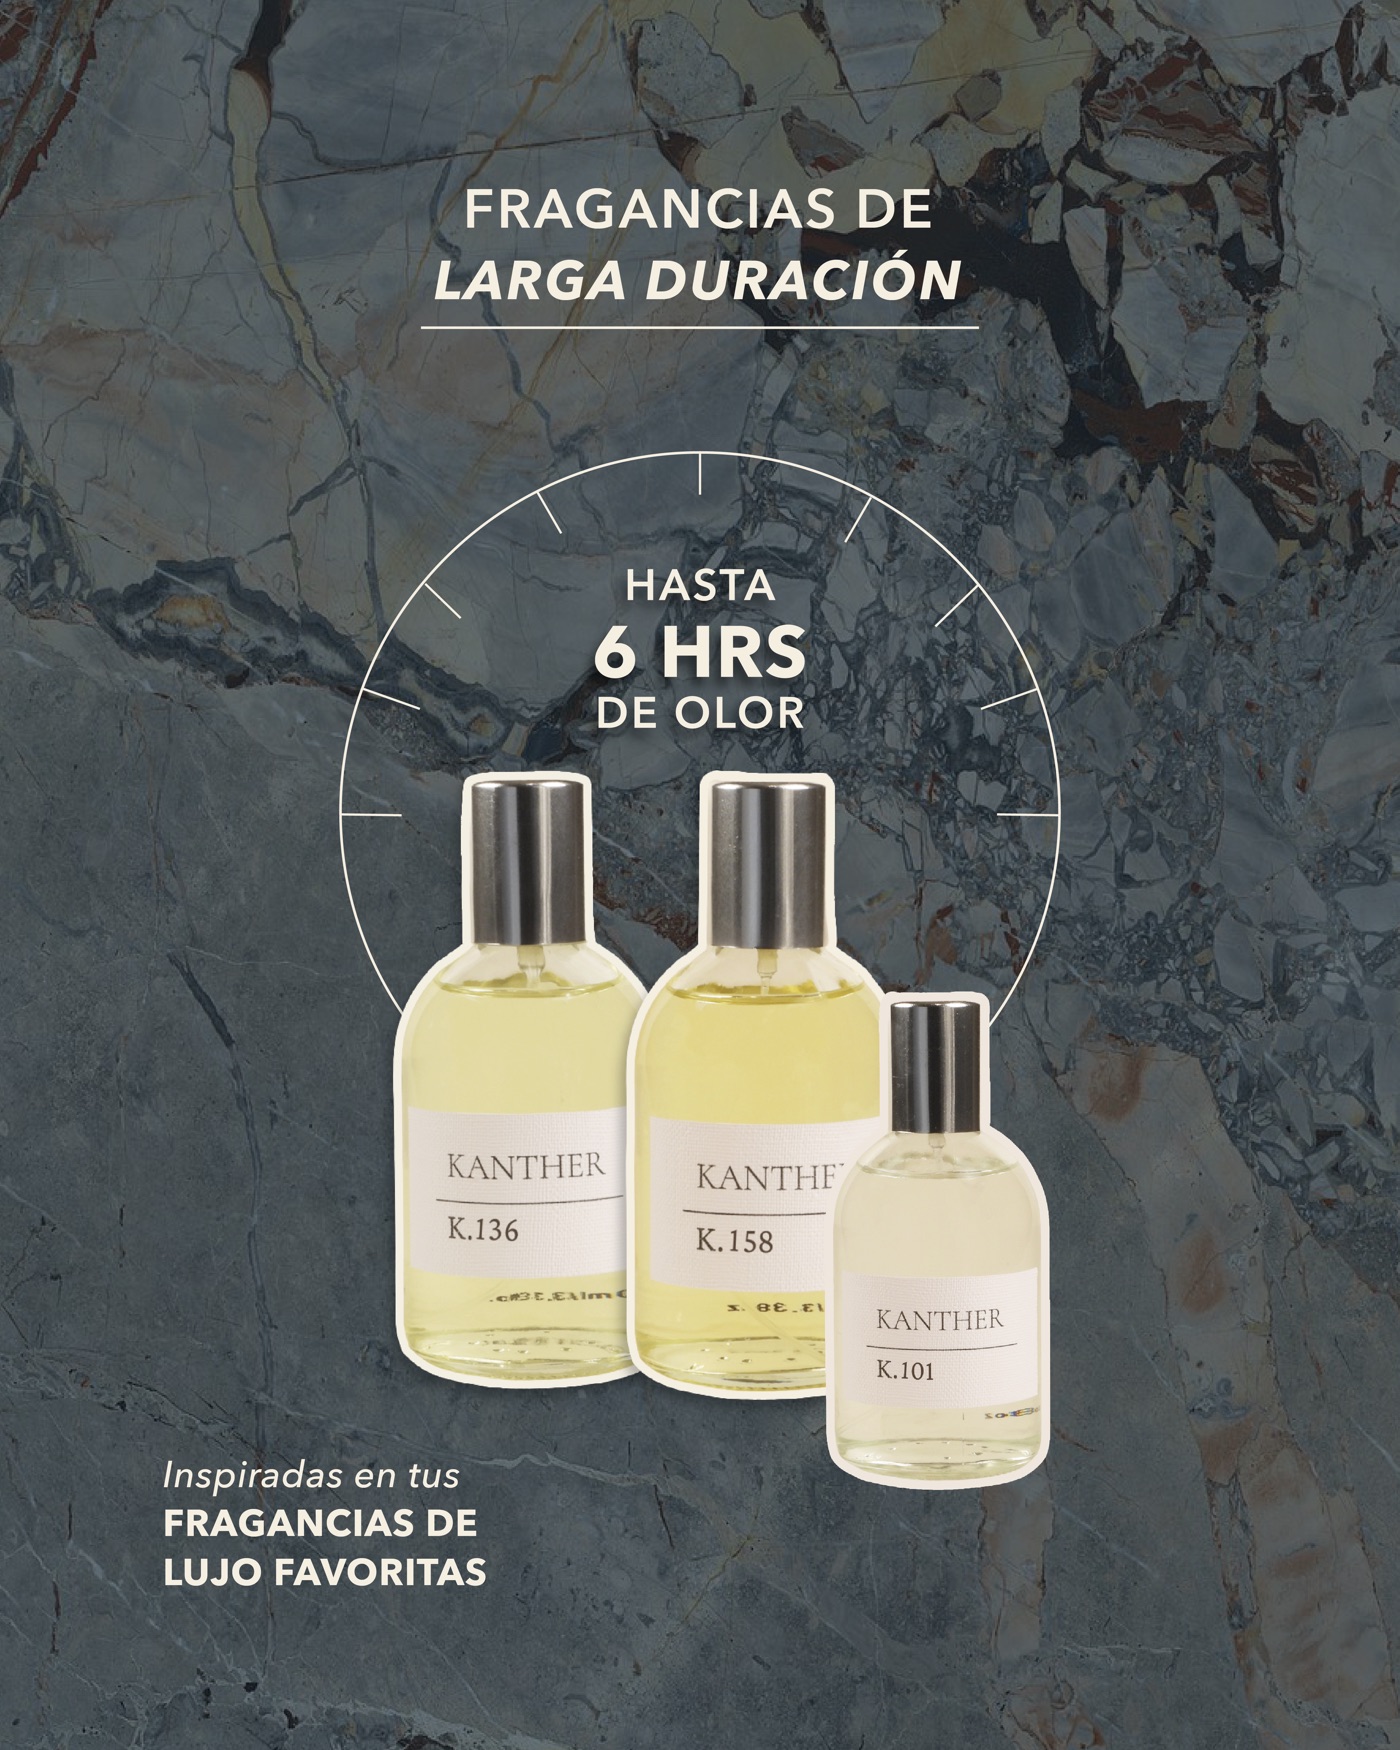 FRAGANCIAS DE
LARGA DURACIÓN
HASTA
6 HRS
DE OLOR
KANTHER
K.136
KANTHE
K.158
KANTHER
K.101
Inspiradas en tus
FRAGANCIAS DE
LUJO FAVORITAS